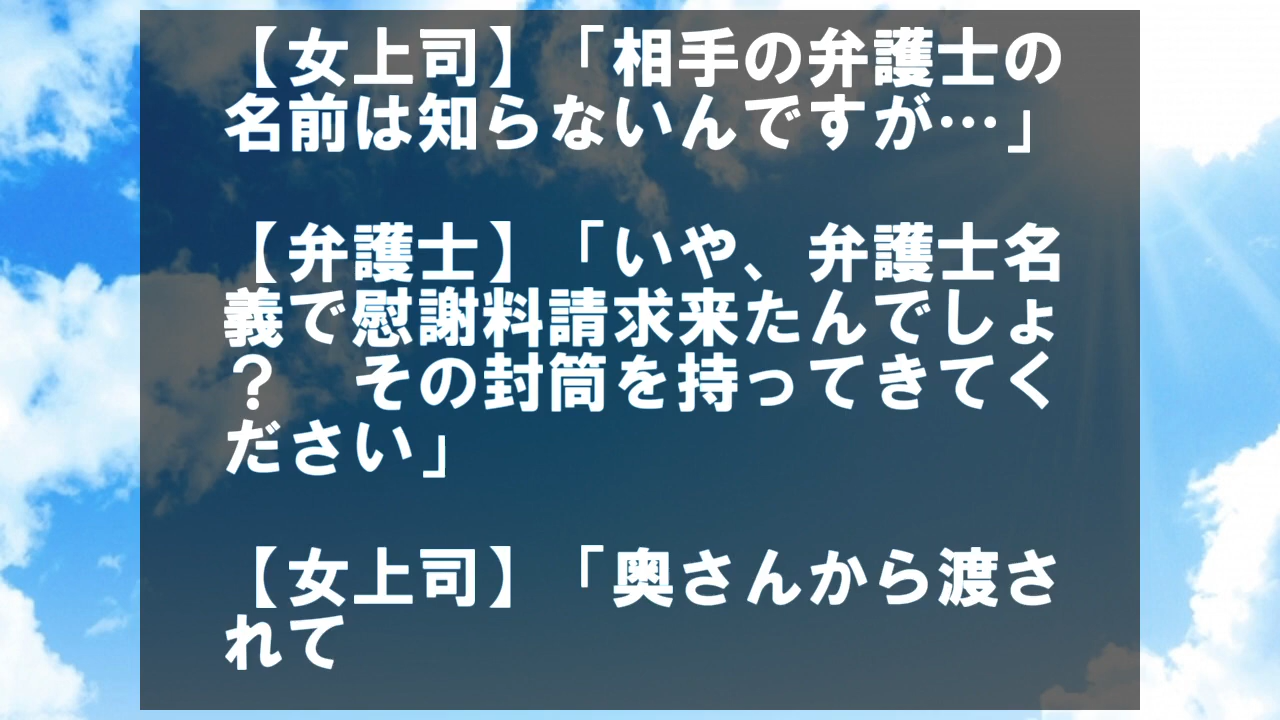 【女上司】「相手の弁護士の
名前は知らないんですが…」
【弁護士】「いや、弁護士名
義で慰謝料請求来たんでしょ
？　その封筒を持ってきてく
ださい」
【女上司】「奥さんから渡さ
れて